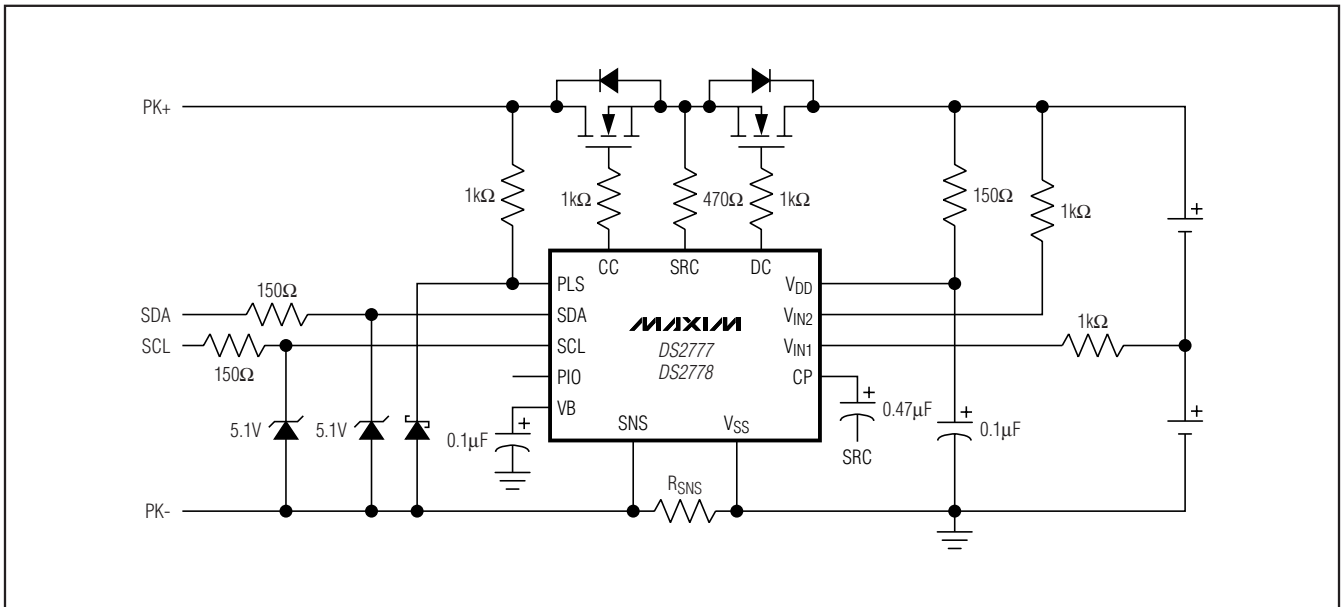 PK+
1kΩ
1kΩ
470Ω
1kΩ
150Ω
1kΩ
+
CC
SRC
DC
PLS
VDD
SDA
150Ω
SDA
MAXIM
VIN2
1kΩ
SCL
SCL
DS2777
VIN1
150Ω
DS2778
PIO
CP
+
+
VB
0.47µF
5.1V
5.1V
0.1µF
+
SNS
VSS
SRC
+
0.1µF
RSNS
PK-